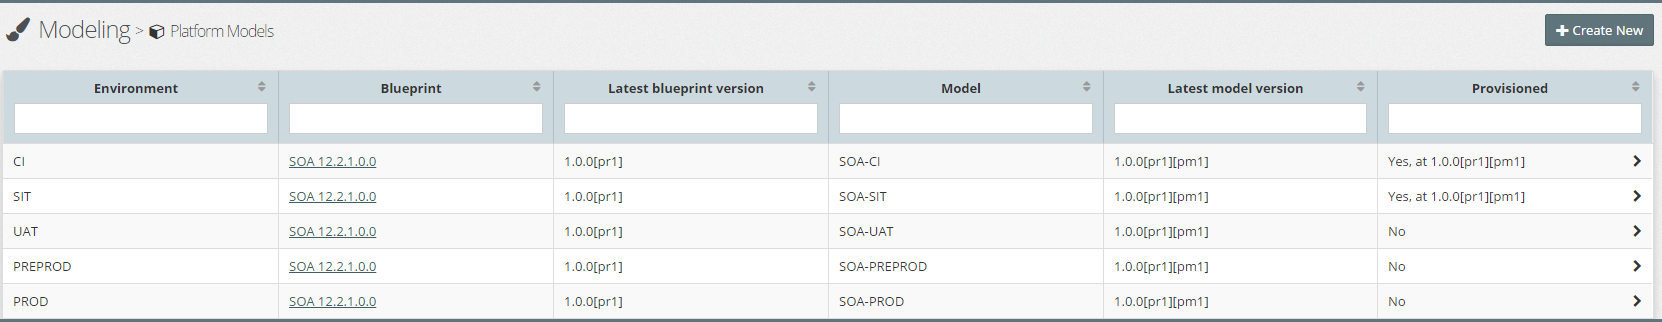 Modeling > Platform Models
Create New
Environment Blueprint Latest blueprint version Model Latest model version Provisioned
CI SOA 12.2.1.0.0 1.0.0[pr1] SOA-CI 1.0.0[pr1][pm1] Yes, at 1.0.0[pr1][pm1]
SIT SOA 12.2.1.0.0 1.0.0[pr1] SOA-SIT 1.0.0[pr1][pm1] Yes, at 1.0.0[pr1][pm1]
UAT SOA 12.2.1.0.0 1.0.0[pr1] SOA-UAT 1.0.0[pr1][pm1] No
PREPROD SOA 12.2.1.0.0 1.0.0[pr1] SOA-PREPROD 1.0.0[pr1][pm1] No
PROD SOA 12.2.1.0.0 1.0.0[pr1] SOA-PROD 1.0.0[pr1][pm1] No